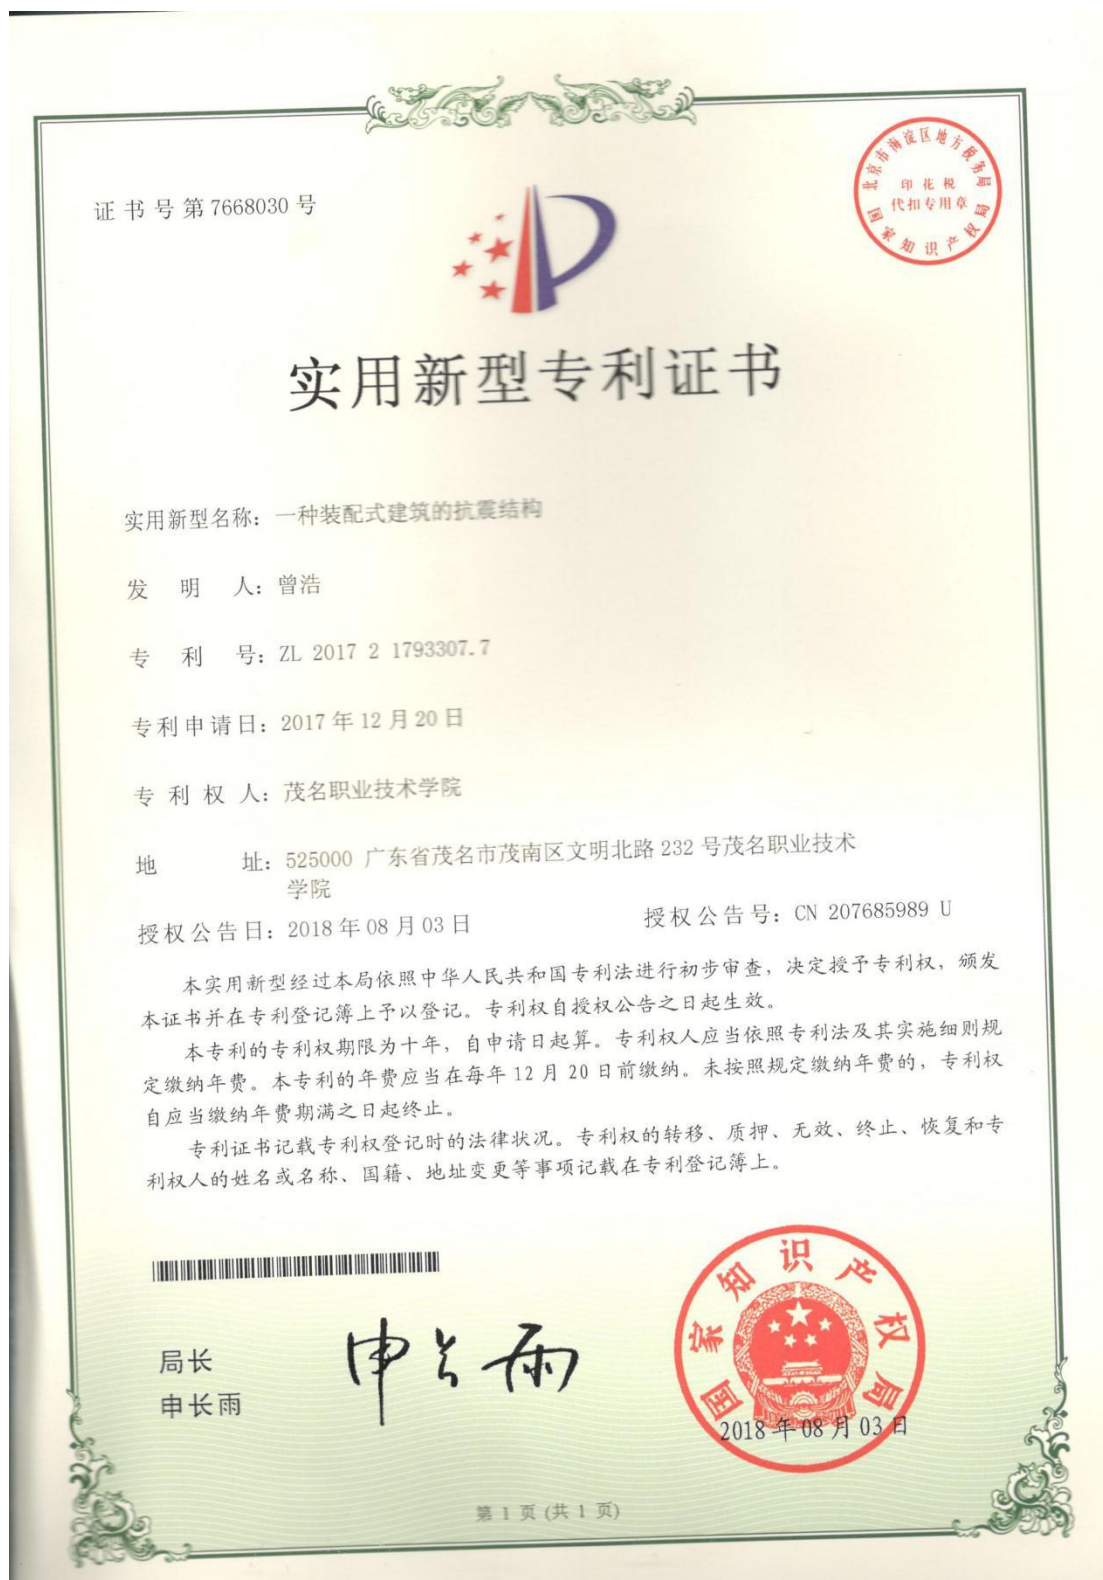 证书号第7668030号
北京市海淀区地方税务局
印花税
代扣专用章
国家知识产权局
实用新型专利证书
实用新型名称：一种装配式建筑的抗震结构
发明人：曾浩
专利号：ZL 2017 2 1793307.7
专利申请日：2017年12月20日
专利权人：茂名职业技术学院
地址：525000 广东省茂名市茂南区文明北路232号茂名职业技术
学院
授权公告日：2018年08月03日 授权公告号：CN 207685989 U
本实用新型经过本局依照中华人民共和国专利法进行初步审查，决定授予专利权，颁发
本证书并在专利登记簿上予以登记。专利权自授权公告之日起生效。
本专利的专利权期限为十年，自申请日起算。专利权人应当依照专利法及其实施细则规
定缴纳年费。本专利的年费应当在每年12月20日前缴纳。未按照规定缴纳年费的，专利权
自应当缴纳年费期满之日起终止。
专利证书记载专利权登记时的法律状况。专利权的转移、质押、无效、终止、恢复和专
利权人的姓名或名称、国籍、地址变更等事项记载在专利登记簿上。
局长
申长雨
申长雨
国家知识产权局
2018年08月03日
第1页(共1页)